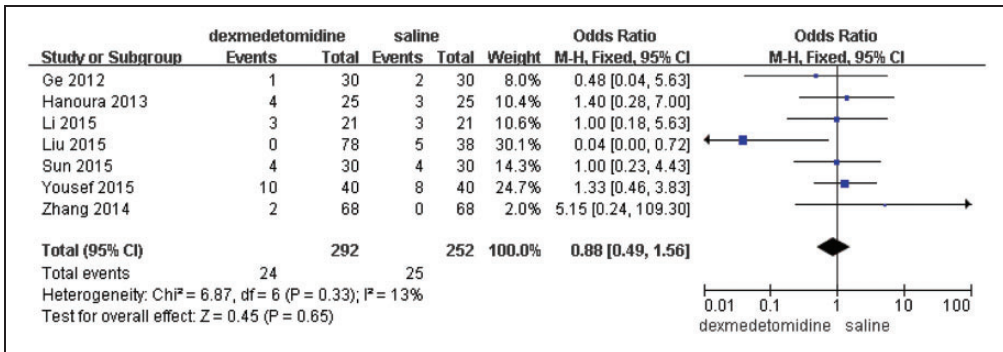 dexmedetomidine saline Odds Ratio Odds Ratio
Study or Subgroup Events Total Events Total Weight M-H, Fixed, 95% CI M-H, Fixed, 95% CI
Ge 2012 1 30 2 30 8.0% 0.48 [0.04, 5.63]
Hanoura 2013 4 25 3 25 10.4% 1.40 [0.28, 7.00]
Li 2015 3 21 3 21 10.6% 1.00 [0.18, 5.63]
Liu 2015 0 78 5 38 30.1% 0.04 [0.00, 0.72]
Sun 2015 4 30 4 30 14.3% 1.00 [0.23, 4.43]
Yousef 2015 10 40 8 40 24.7% 1.33 [0.46, 3.83]
Zhang 2014 2 68 0 68 2.0% 5.15 [0.24, 109.30]
Total (95% CI) 292 252 100.0% 0.88 [0.49, 1.56]
Total events 24 25
Heterogeneity: Chi² = 6.87, df = 6 (P = 0.33); I² = 13%
Test for overall effect: Z = 0.45 (P = 0.65)
0.01 0.1 1 10 100
dexmedetomidine saline